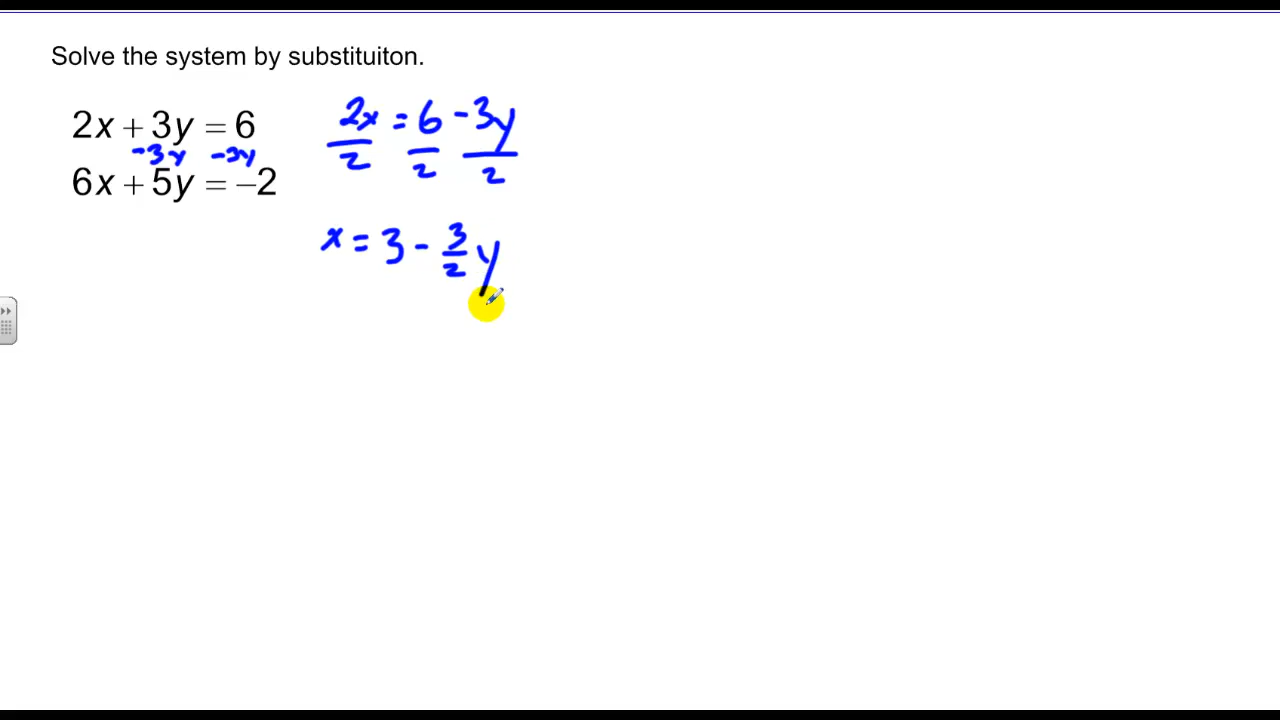 Solve the system by substituiton.
2x + 3y = 6
-3y -3y
6x + 5y = -2
2x = 6 - 3y
2 2 2
x = 3 - 3/2 y